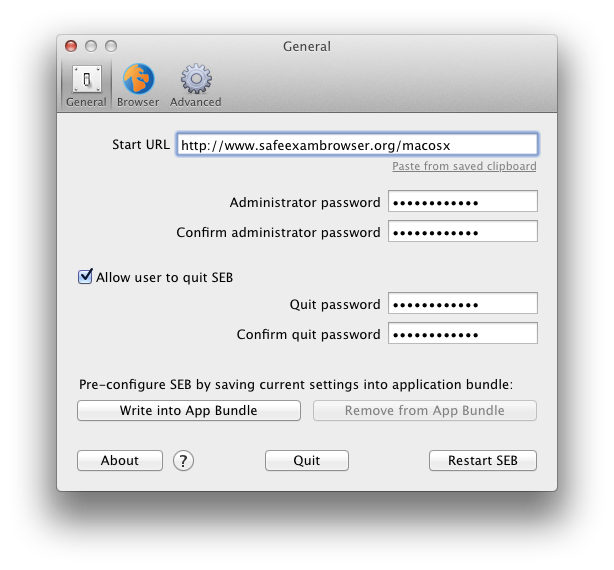 General
General Browser Advanced
Start URL http://www.safeexambrowser.org/macosx
Paste from saved clipboard
Administrator password ••••••••••••
Confirm administrator password ••••••••••••
Allow user to quit SEB
Quit password ••••••••••••
Confirm quit password ••••••••••••
Pre-configure SEB by saving current settings into application bundle:
Write into App Bundle Remove from App Bundle
About ? Quit Restart SEB